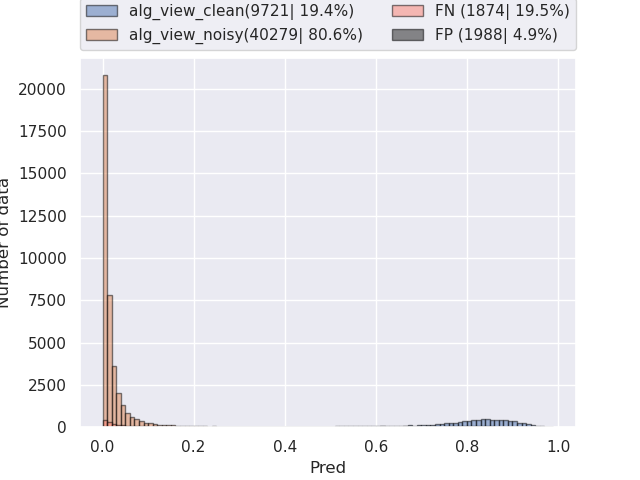 alg_view_clean(9721| 19.4%)
FN (1874| 19.5%)
alg_view_noisy(40279| 80.6%)
FP (1988| 4.9%)
20000
17500
15000
12500
10000
7500
5000
2500
0
Number of data
0.0
0.2
0.4
0.6
0.8
1.0
Pred